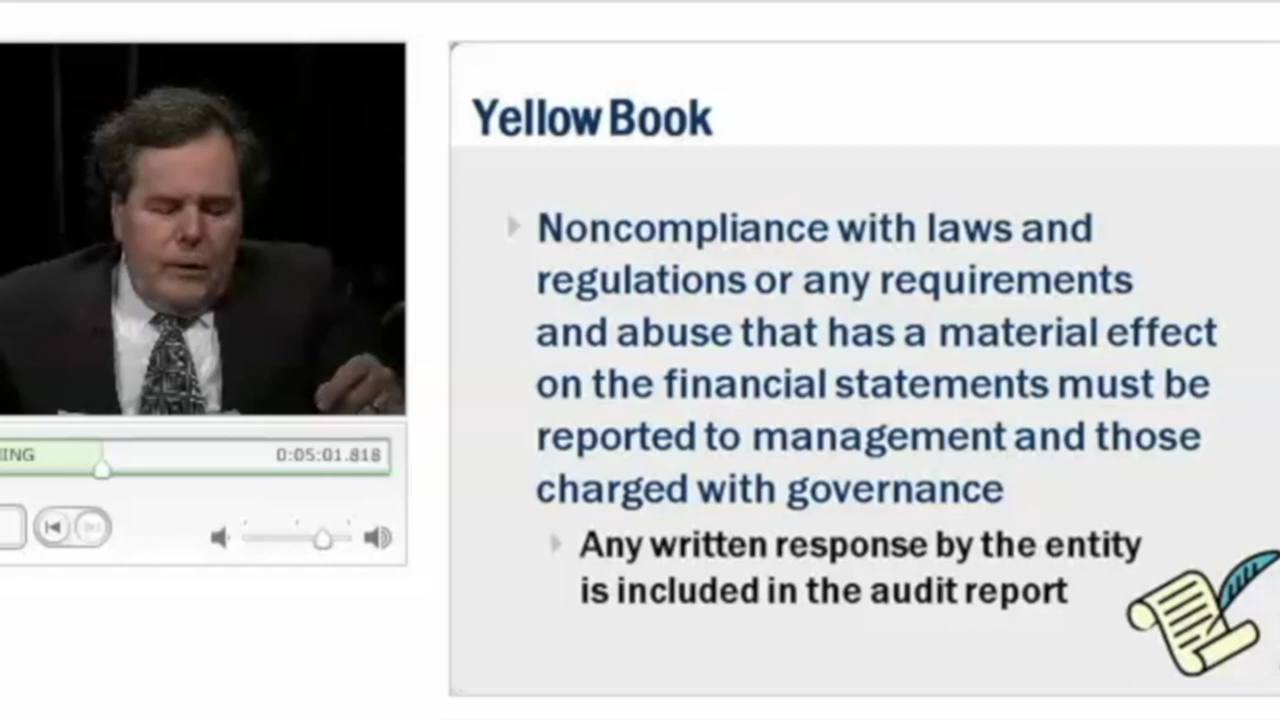 Yellow Book
Noncompliance with laws and
regulations or any requirements
and abuse that has a material effect
on the financial statements must be
reported to management and those
charged with governance
Any written response by the entity
is included in the audit report
0:05:01.818